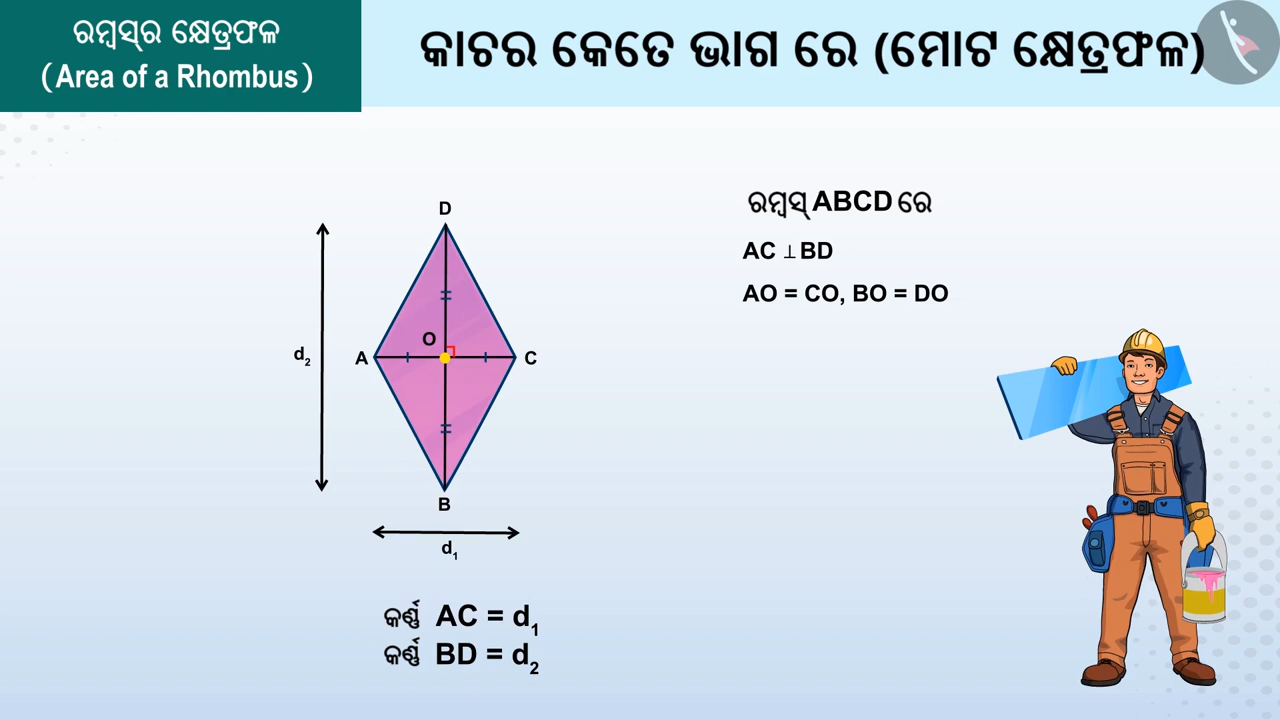 ରମ୍ବସ୍‌ର କ୍ଷେତ୍ରଫଳ
(Area of a Rhombus)
କାଚର କେତେ ଭାଗ ରେ (ମୋଟ କ୍ଷେତ୍ରଫଳ)
ରମ୍ବସ୍ ABCD ରେ
AC ⊥ BD
AO = CO, BO = DO
D
O
d₂
A
C
B
d₁
କର୍ଣ୍ଣ AC = d₁
କର୍ଣ୍ଣ BD = d₂